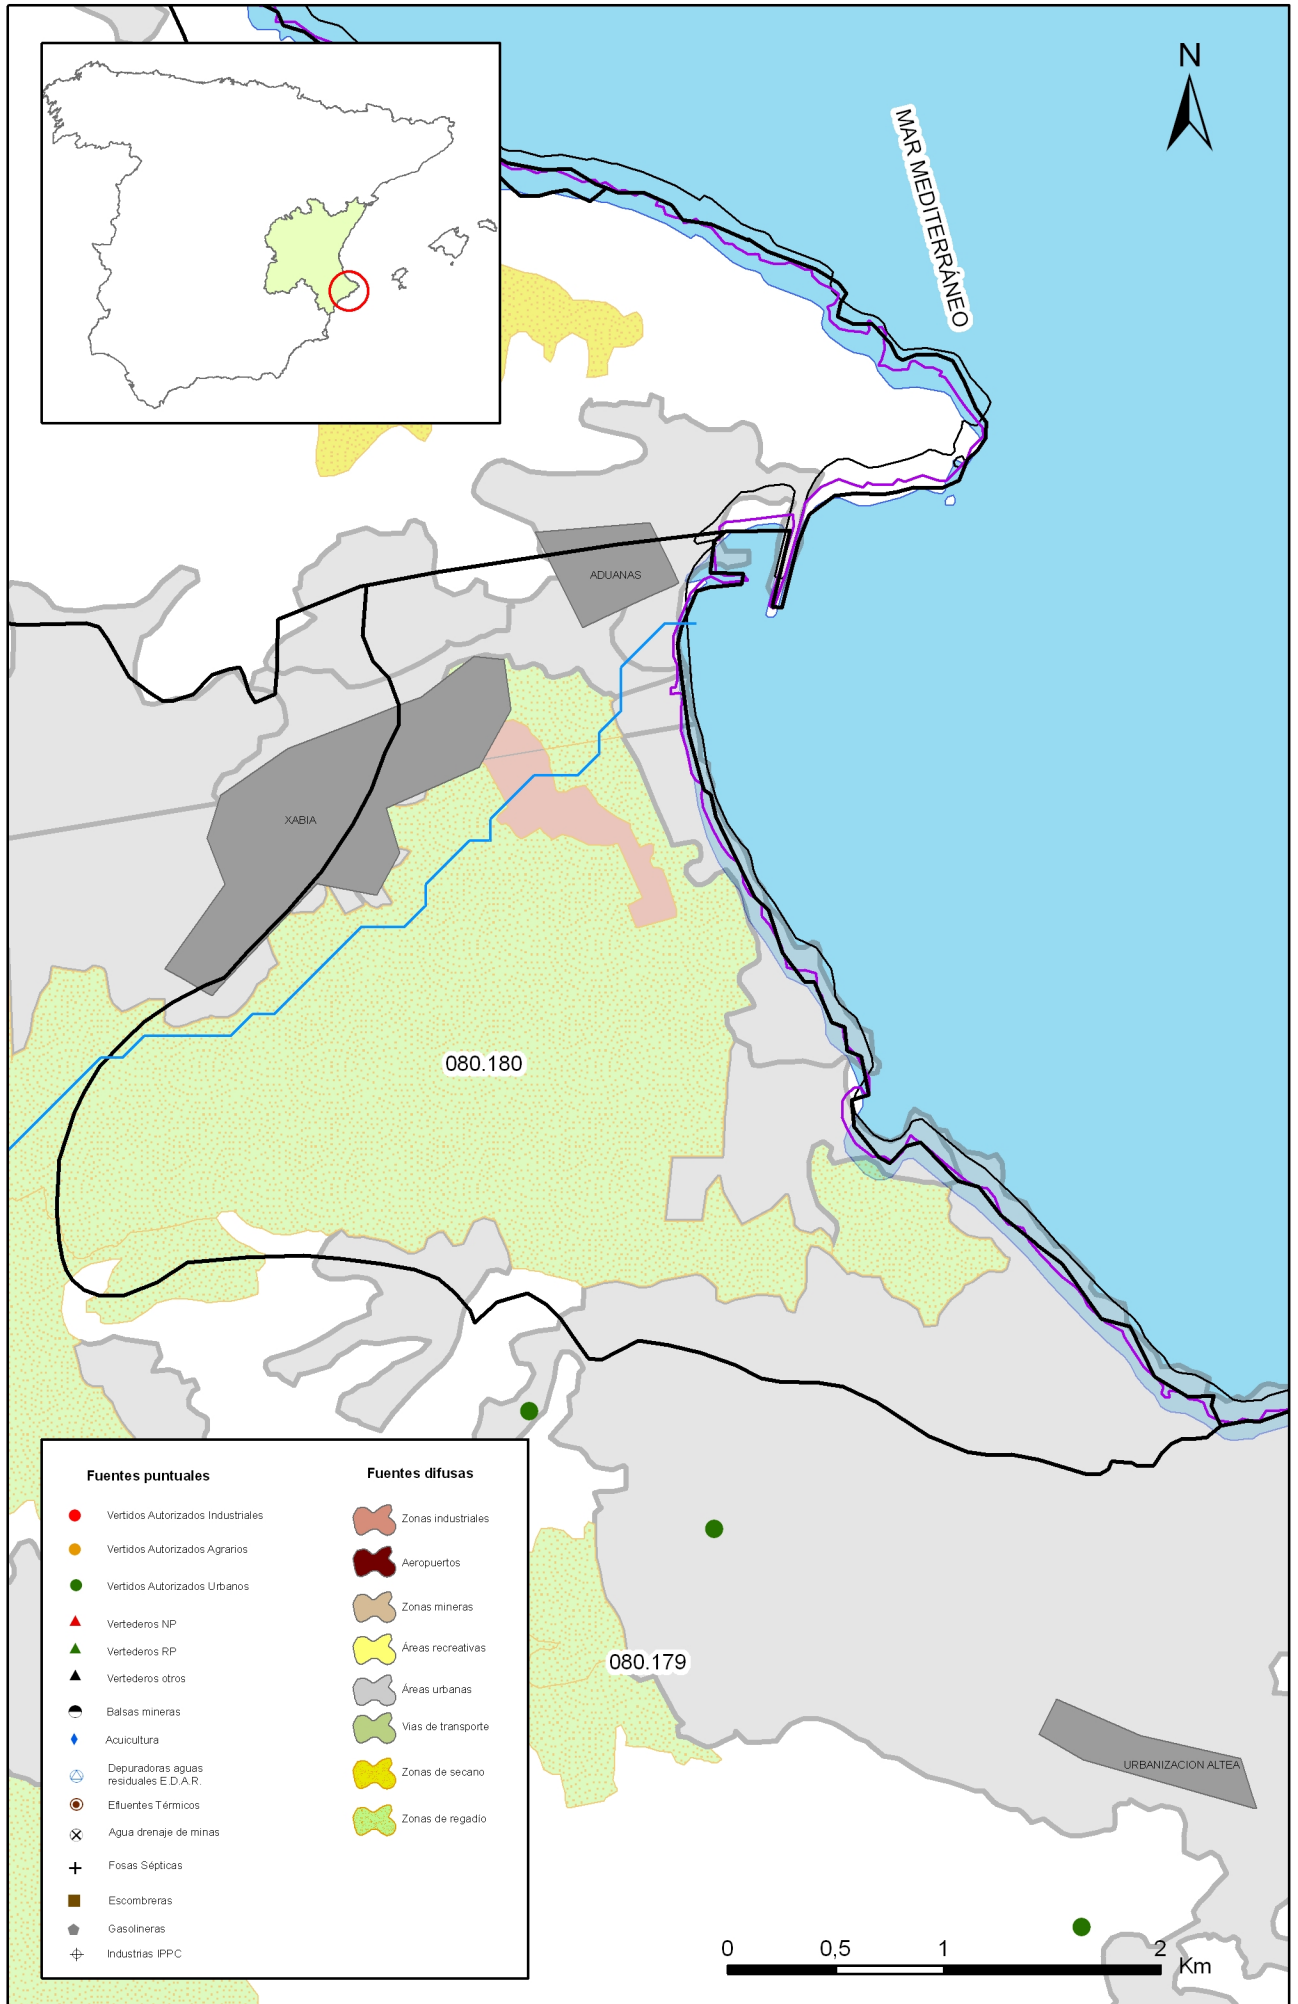 N
MAR MEDITERRÁNEO
ADUANAS
XABIA
080.180
080.179
URBANIZACION ALTEA
Fuentes puntuales
Vertidos Autorizados Industriales
Vertidos Autorizados Agrarios
Vertidos Autorizados Urbanos
Vertederos NP
Vertederos RP
Vertederos otros
Balsas mineras
Acuicultura
Depuradoras aguas
residuales E.D.A.R.
Efluentes Térmicos
Agua drenaje de minas
Fosas Sépticas
Escombreras
Gasolineras
Industrias IPPC
Fuentes difusas
Zonas industriales
Aeropuertos
Zonas mineras
Áreas recreativas
Áreas urbanas
Vias de transporte
Zonas de secano
Zonas de regadío
0 0,5 1 2
Km